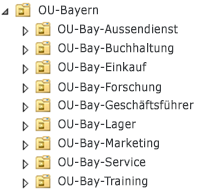 OU-Bayern
OU-Bay-Aussendienst
OU-Bay-Buchhaltung
OU-Bay-Einkauf
OU-Bay-Forschung
OU-Bay-Geschäftsführer
OU-Bay-Lager
OU-Bay-Marketing
OU-Bay-Service
OU-Bay-Training